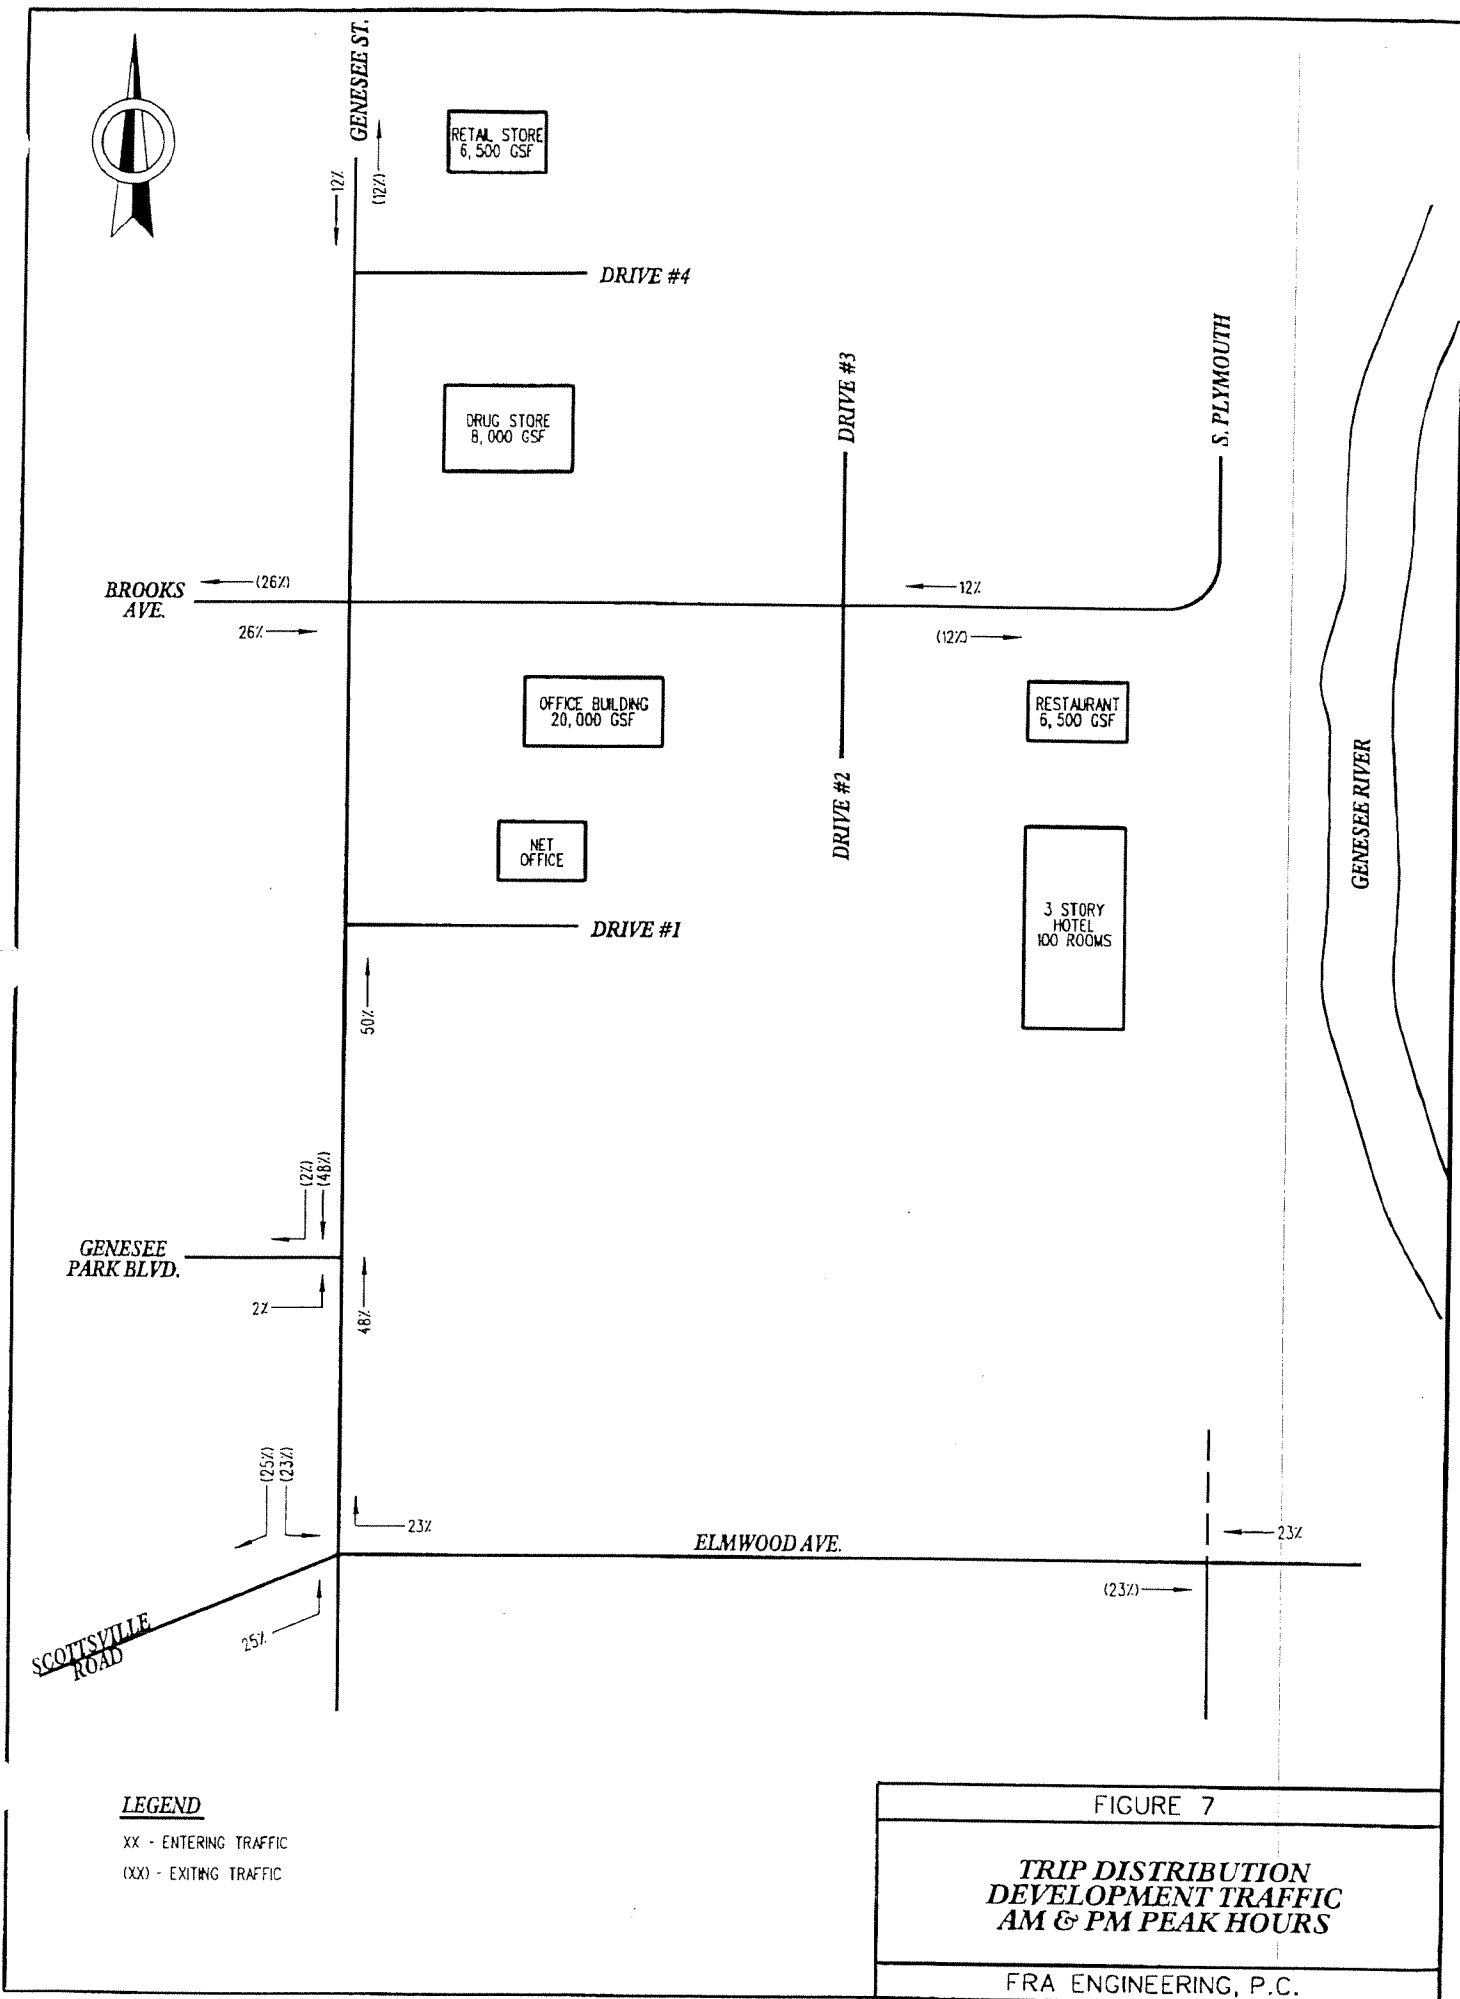 GENESEE ST.
RETAIL STORE
6,500 GSF
12%
(12%)
DRIVE #4
DRUG STORE
8,000 GSF
DRIVE #3
S. PLYMOUTH
BROOKS
AVE.
(26%)
26%
12%
(12%)
OFFICE BUILDING
20,000 GSF
RESTAURANT
6,500 GSF
NET
OFFICE
DRIVE #2
GENESEE RIVER
3 STORY
HOTEL
100 ROOMS
DRIVE #1
50%
(2%)
(48%)
GENESEE
PARK BLVD.
2%
48%
(25%)
(23%)
23%
ELMWOOD AVE.
23%
(23%)
25%
SCOTTSVILLE
ROAD
LEGEND
XX - ENTERING TRAFFIC
(XX) - EXITING TRAFFIC
FIGURE 7
TRIP DISTRIBUTION
DEVELOPMENT TRAFFIC
AM & PM PEAK HOURS
FRA ENGINEERING, P.C.